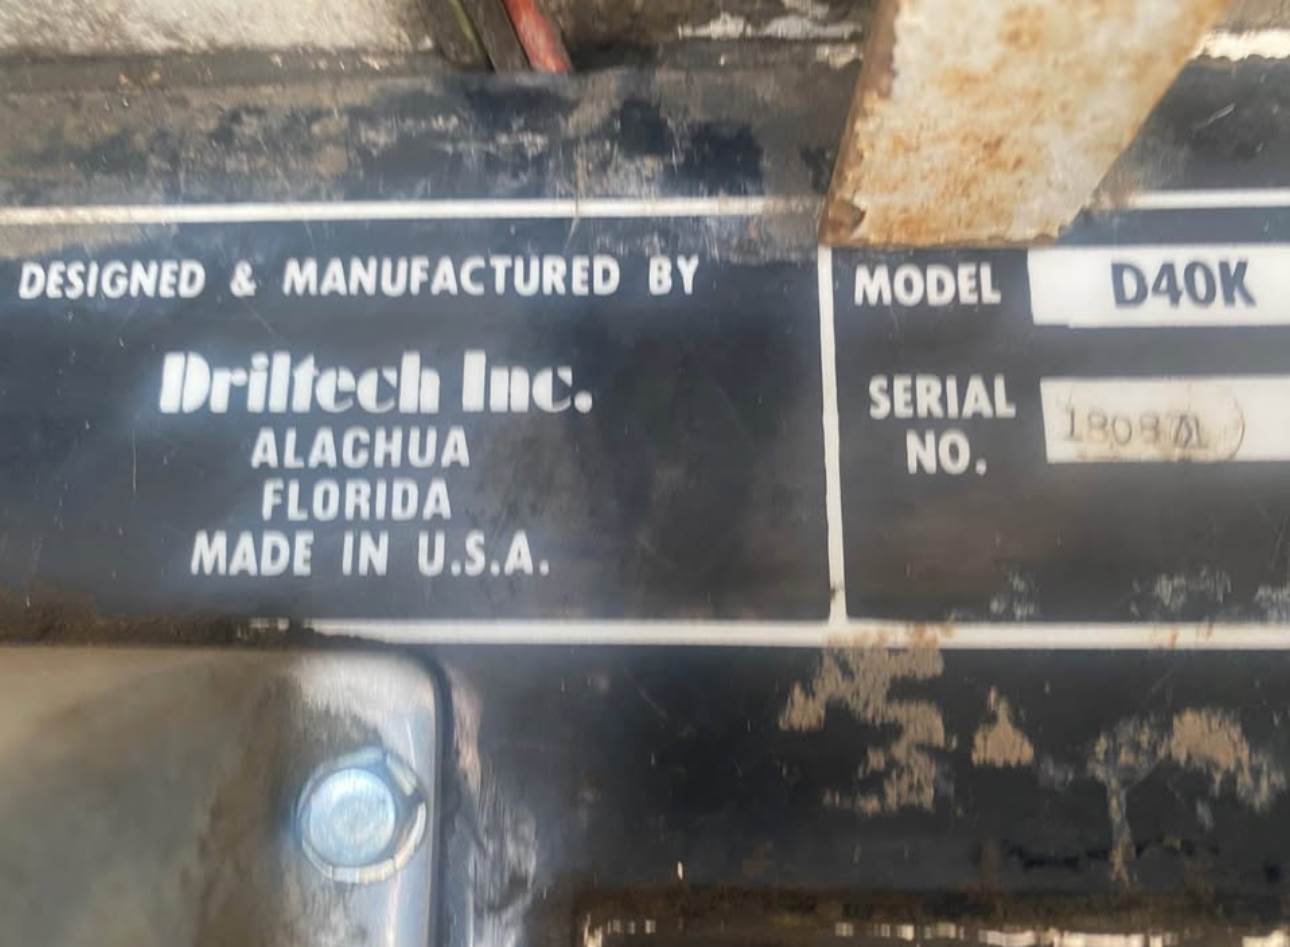 DESIGNED & MANUFACTURED BY
Driltech Inc.
ALACHUA
FLORIDA
MADE IN U.S.A.
MODEL D40K
SERIAL
NO.